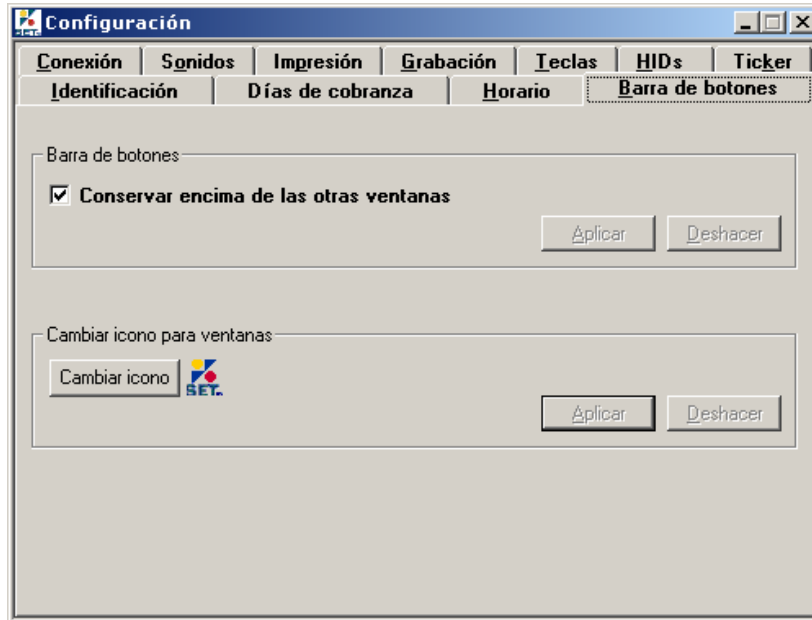 Configuración
Conexión Sonidos Impresión Grabación Teclas HIDs Ticker
Identificación Días de cobranza Horario Barra de botones
Barra de botones
Conservar encima de las otras ventanas
Aplicar Deshacer
Cambiar icono para ventanas
Cambiar icono SET
Aplicar Deshacer